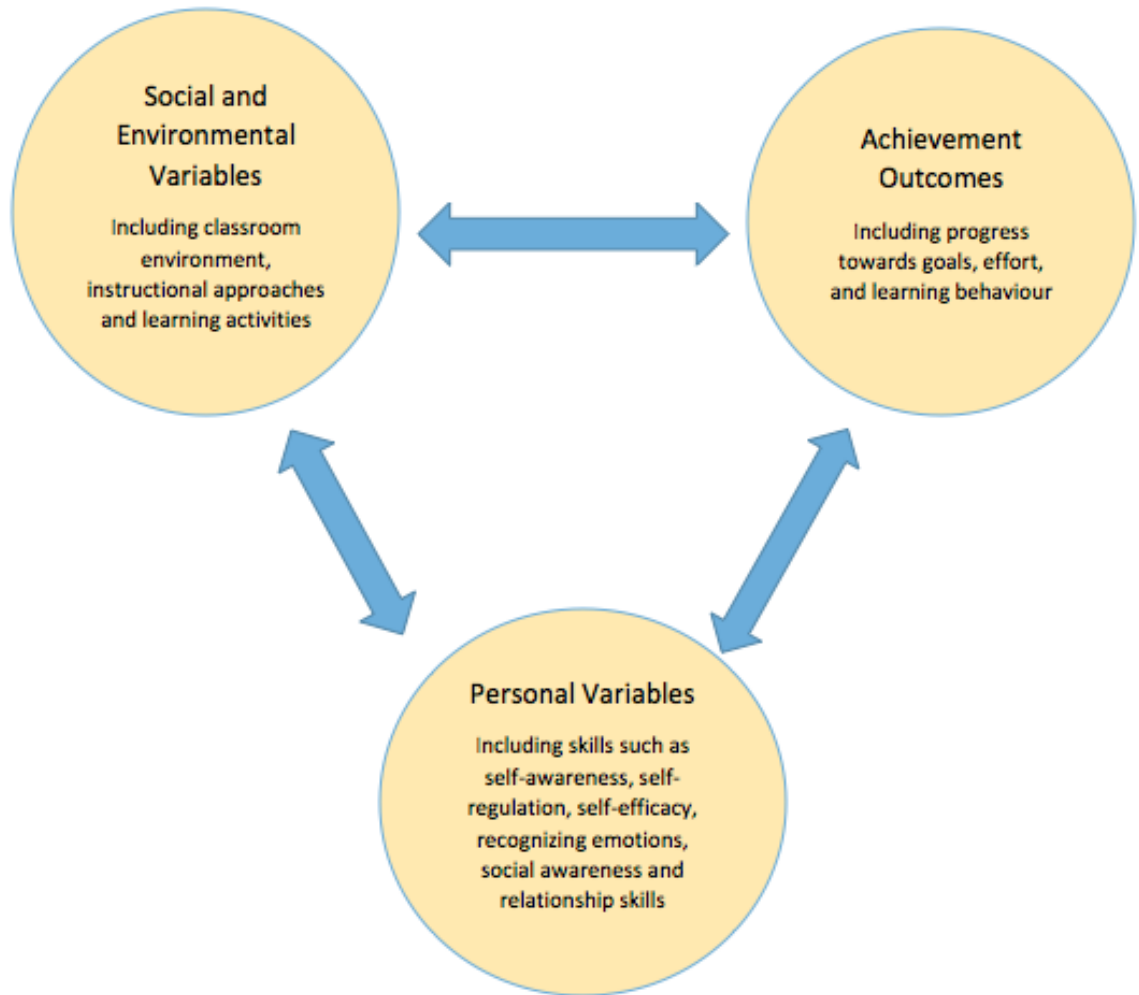 Social and
Environmental
Variables
Including classroom
environment,
instructional approaches
and learning activities
Achievement
Outcomes
Including progress
towards goals, effort,
and learning behaviour
Personal Variables
Including skills such as
self-awareness, self-
regulation, self-efficacy,
recognizing emotions,
social awareness and
relationship skills